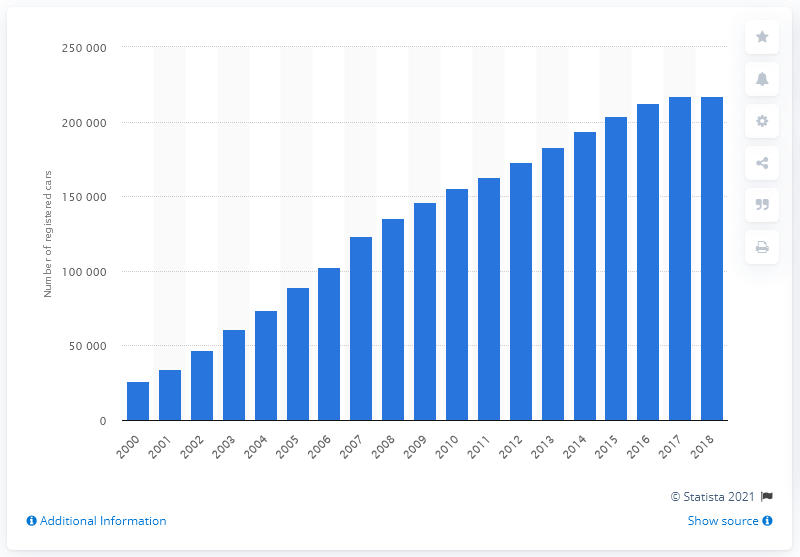 250 000
200 000
150 000
100 000
50 000
0
Number of registered cars
2000 2001 2002 2003 2004 2005 2006 2007 2008 2009 2010 2011 2012 2013 2014 2015 2016 2017 2018
© Statista 2021
Additional Information
Show source